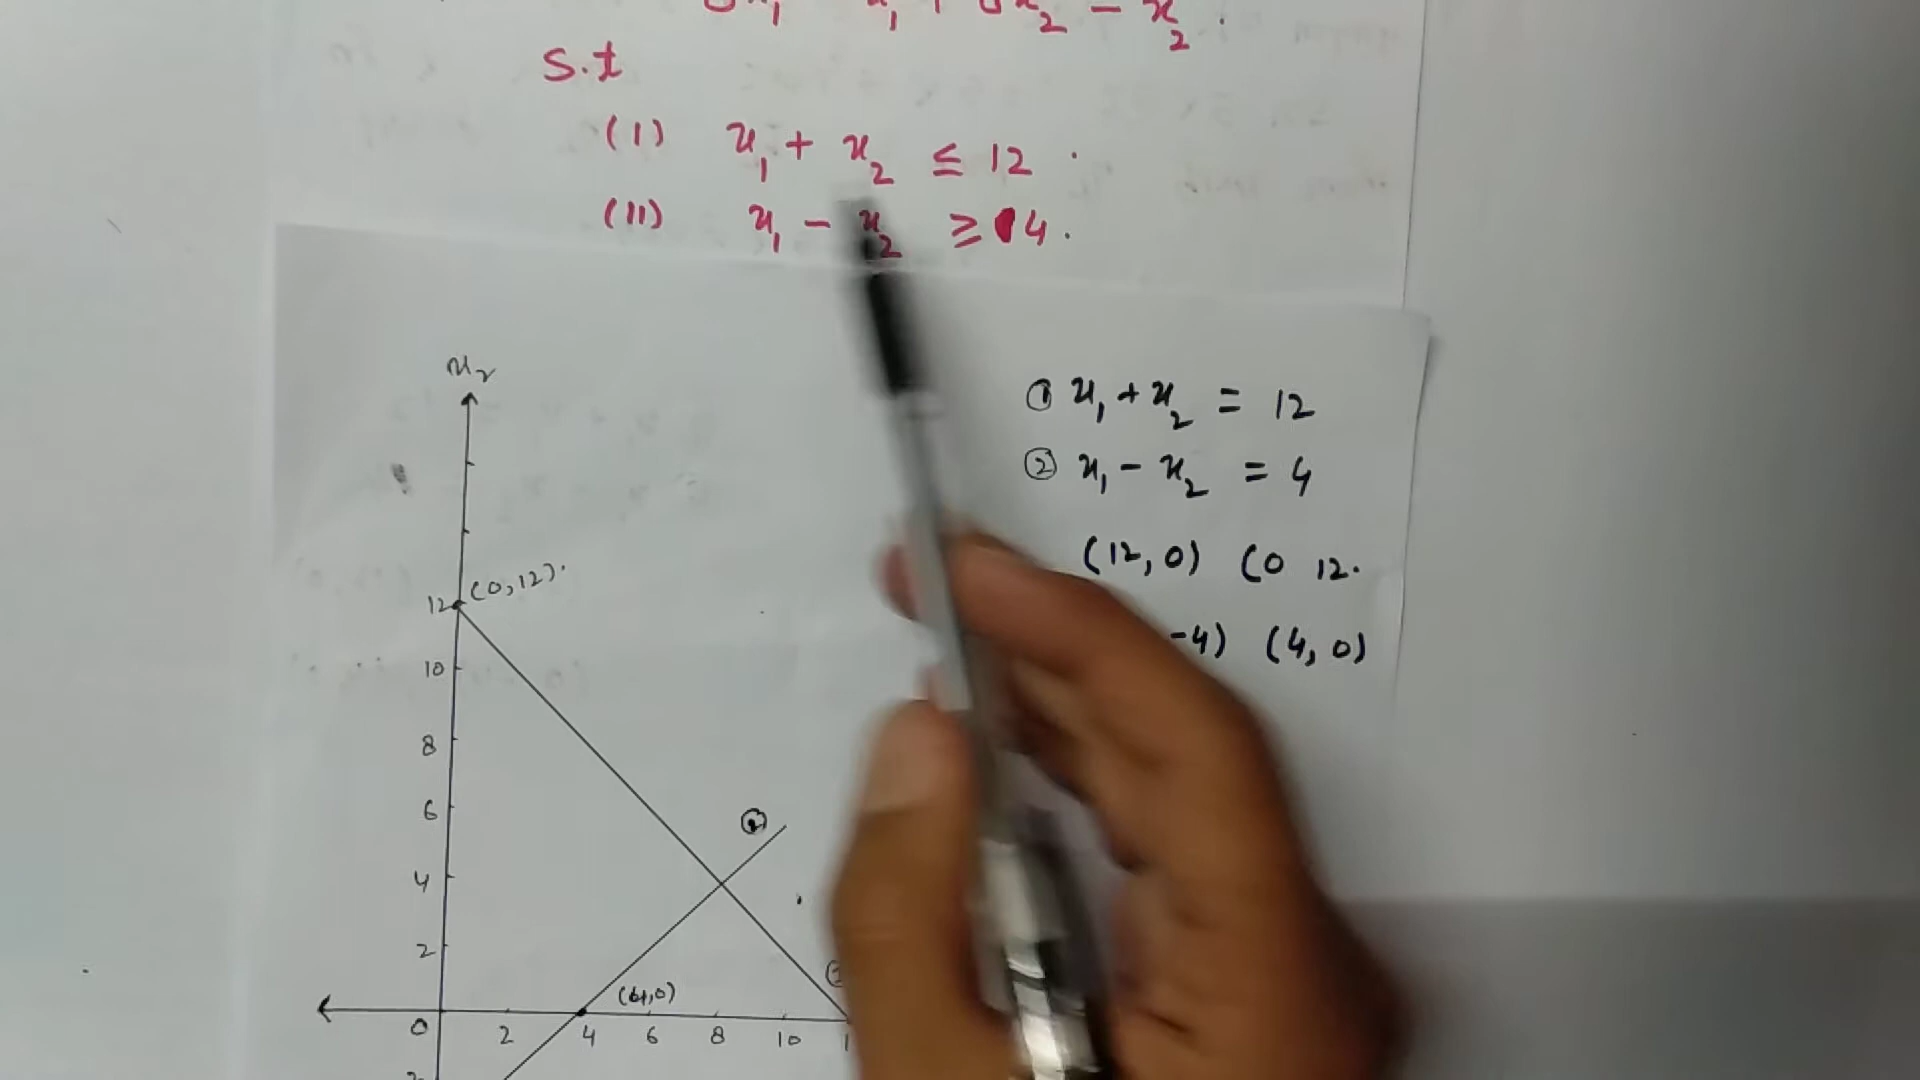 S.t
(I) x₁ + x₂ ≤ 12 .
(II) x₁ - x₂ ≥ 4 .
x₂
① x₁ + x₂ = 12
② x₁ - x₂ = 4
(12, 0) (0 12.
-4) (4, 0)
(0, 12).
12
10
8
6
②
4
2
(4,0)
0 2 4 6 8 10